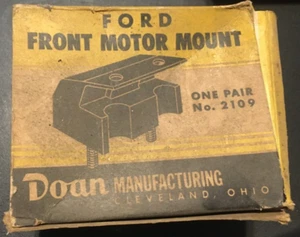 FORD
FRONT MOTOR MOUNT
ONE PAIR
No. 2109
Doan MANUFACTURING
CLEVELAND, OHIO